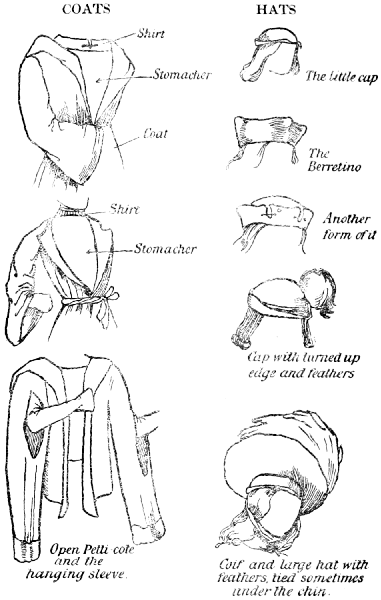 COATS
Shirt
Stomacher
Coat
Shirt
Stomacher
Open Petti cote
and the
hanging sleeve.
HATS
The little cap
The
Berretino
Another
form of it
Cap with turned up
edge and feathers
Coif and large hat with
feathers, tied sometimes
under the chin.